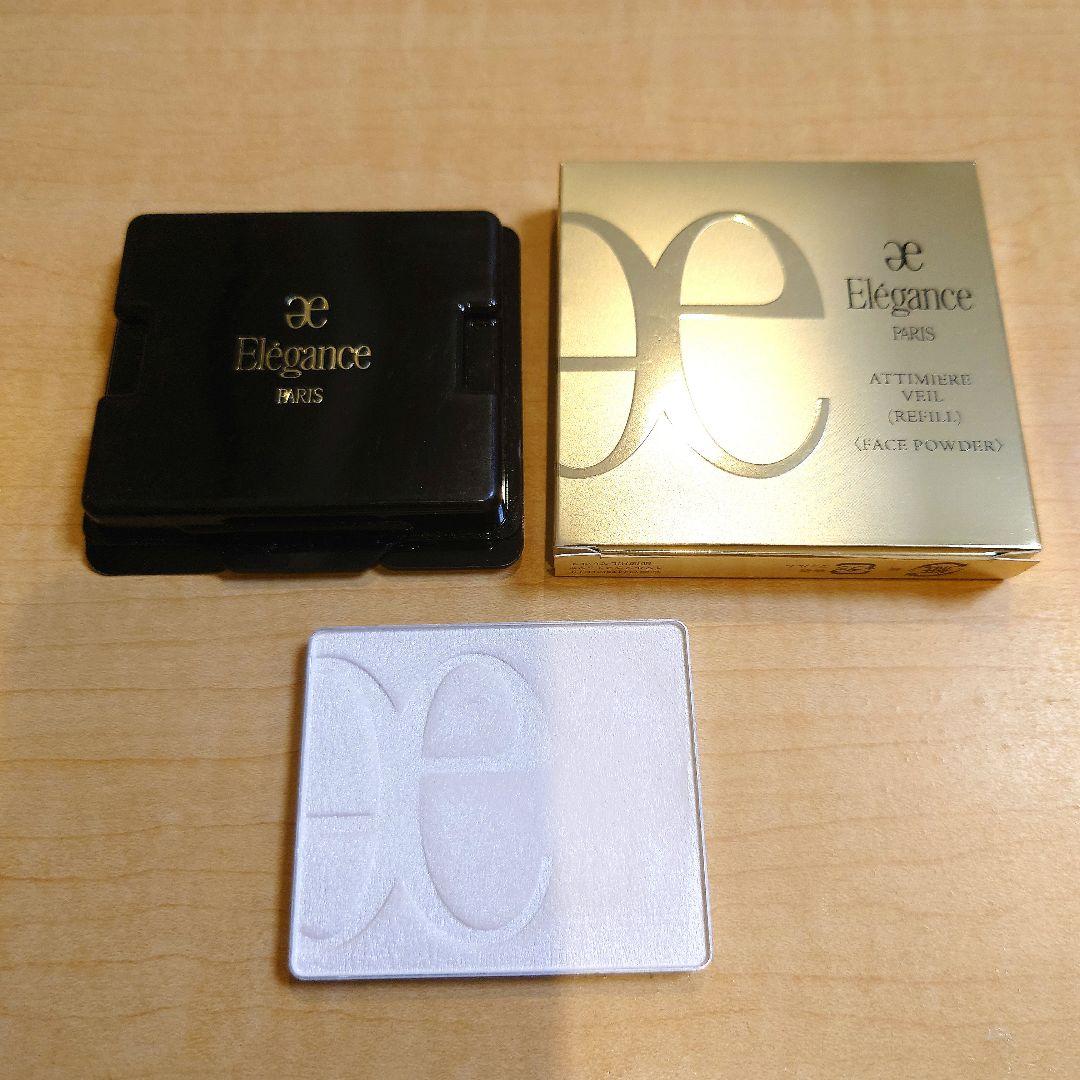 æ
Elégance
PARIS
æ
æ
Elégance
PARIS
ATTIMIERE
VEIL
(REFILL)
〈FACE POWDER〉
æ